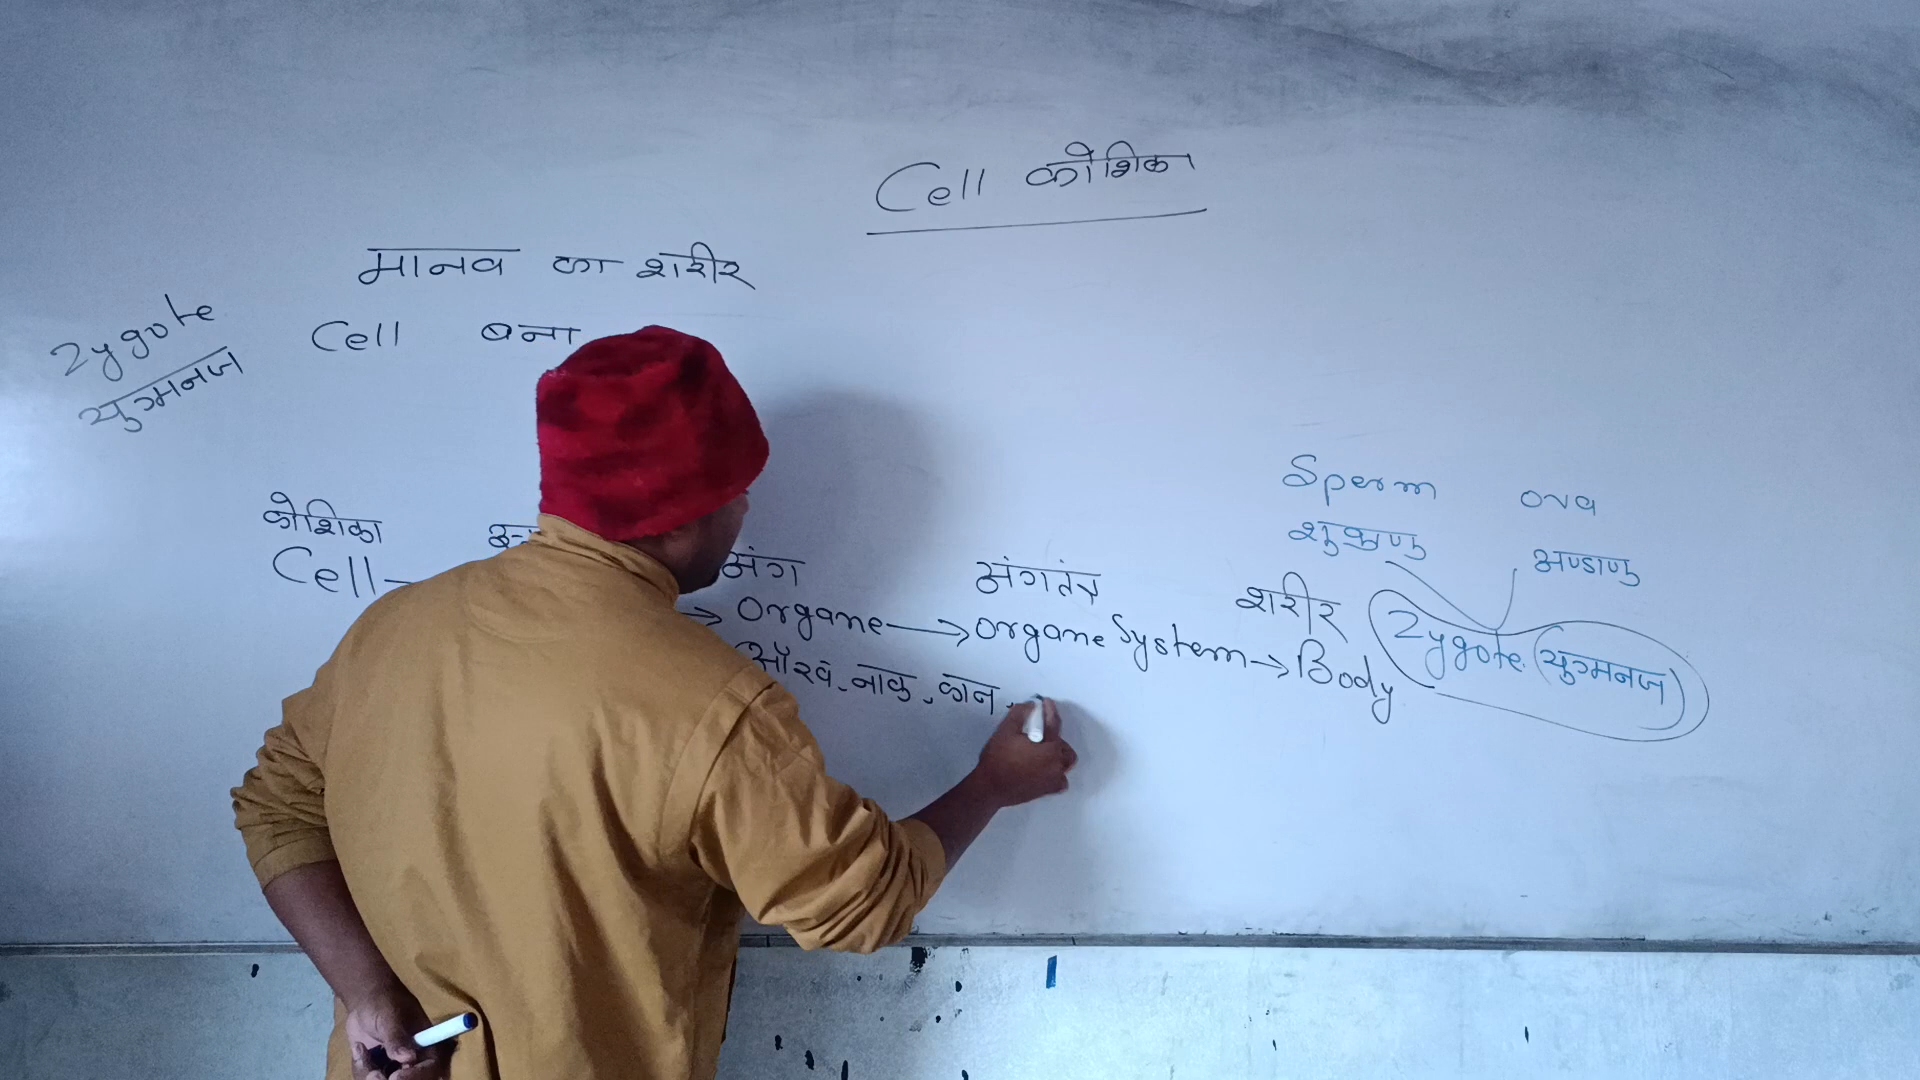 Cell कोशिका
मानव का शरीर
Cell बना
Zygote
युग्मनज
Sperm ova
शुक्राणु अण्डाणु
कोशिका अंग अंगतंत्र शरीर
Cell → Organe → Organe System → Body
Zygote (युग्मनज)
आँख, नाक, कान,